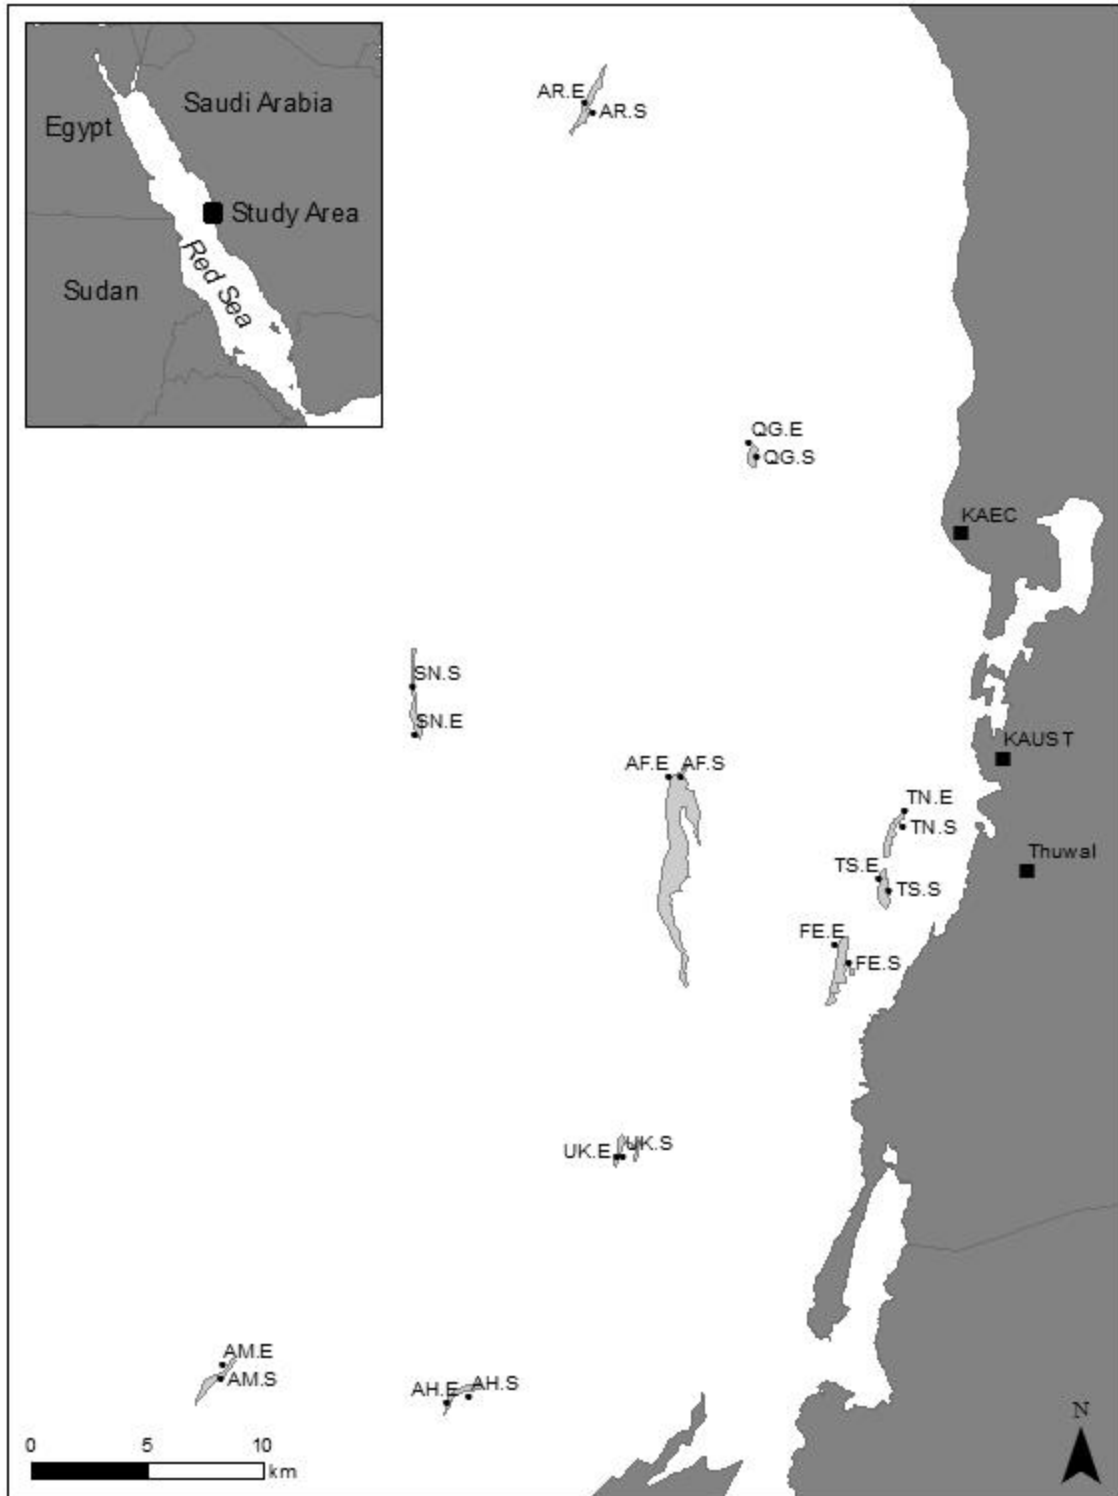 Saudi Arabia
Egypt
Study Area
Red Sea
Sudan
AR.E
AR.S
QG.E
QG.S
KAEC
SN.S
SN.E
KAUST
AF.E AF.S
TN.E
TN.S
Thuwal
TS.E
TS.S
FE.E
FE.S
UK.E UK.S
AM.E
AM.S
AH.E AH.S
N
0 5 10
km